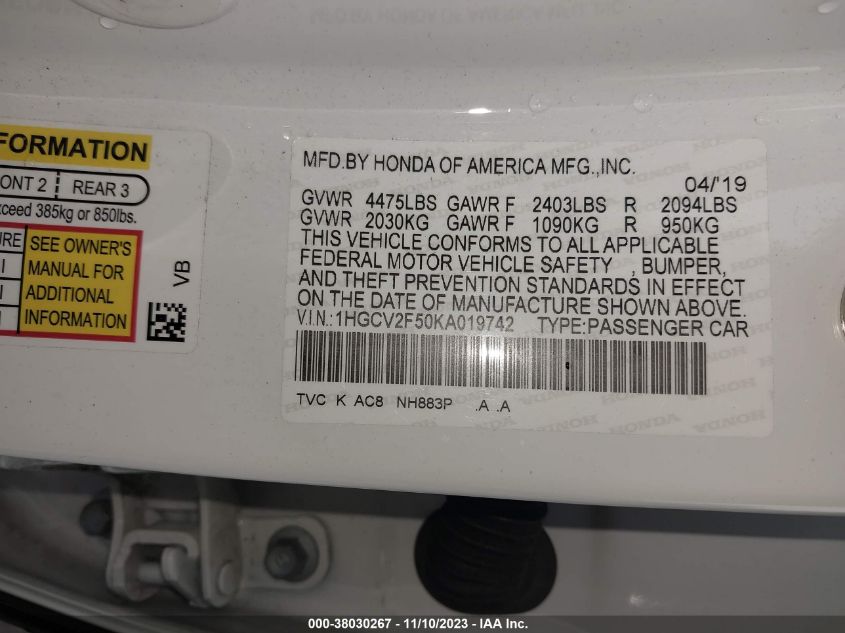 FORMATION
ONT 2 REAR 3
xceed 385kg or 850lbs.
URE SEE OWNER'S
MANUAL FOR
ADDITIONAL
INFORMATION
VB
MFD.BY HONDA OF AMERICA MFG.,INC.
04/'19
GVWR 4475LBS GAWR F 2403LBS R 2094LBS
GVWR 2030KG GAWR F 1090KG R 950KG
THIS VEHICLE CONFORMS TO ALL APPLICABLE
FEDERAL MOTOR VEHICLE SAFETY , BUMPER,
AND THEFT PREVENTION STANDARDS IN EFFECT
ON THE DATE OF MANUFACTURE SHOWN ABOVE.
V.I.N.:1HGCV2F50KA019742 TYPE:PASSENGER CAR
TVC K AC8 NH883P .A .A
000-38030267 - 11/10/2023 - IAA Inc.